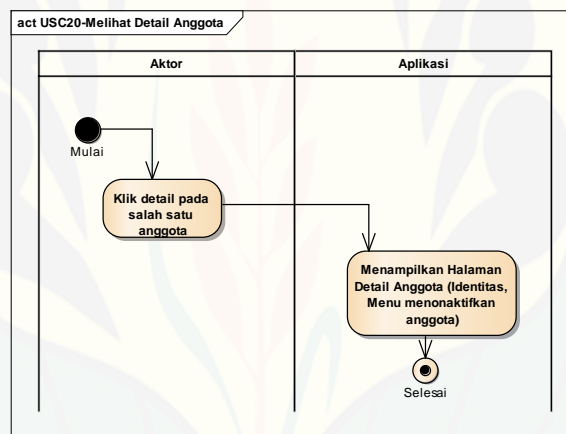 act USC20-Melihat Detail Anggota
Aktor
Aplikasi
Mulai
Klik detail pada
salah satu
anggota
Menampilkan Halaman
Detail Anggota (Identitas,
Menu menonaktifkan
anggota)
Selesai